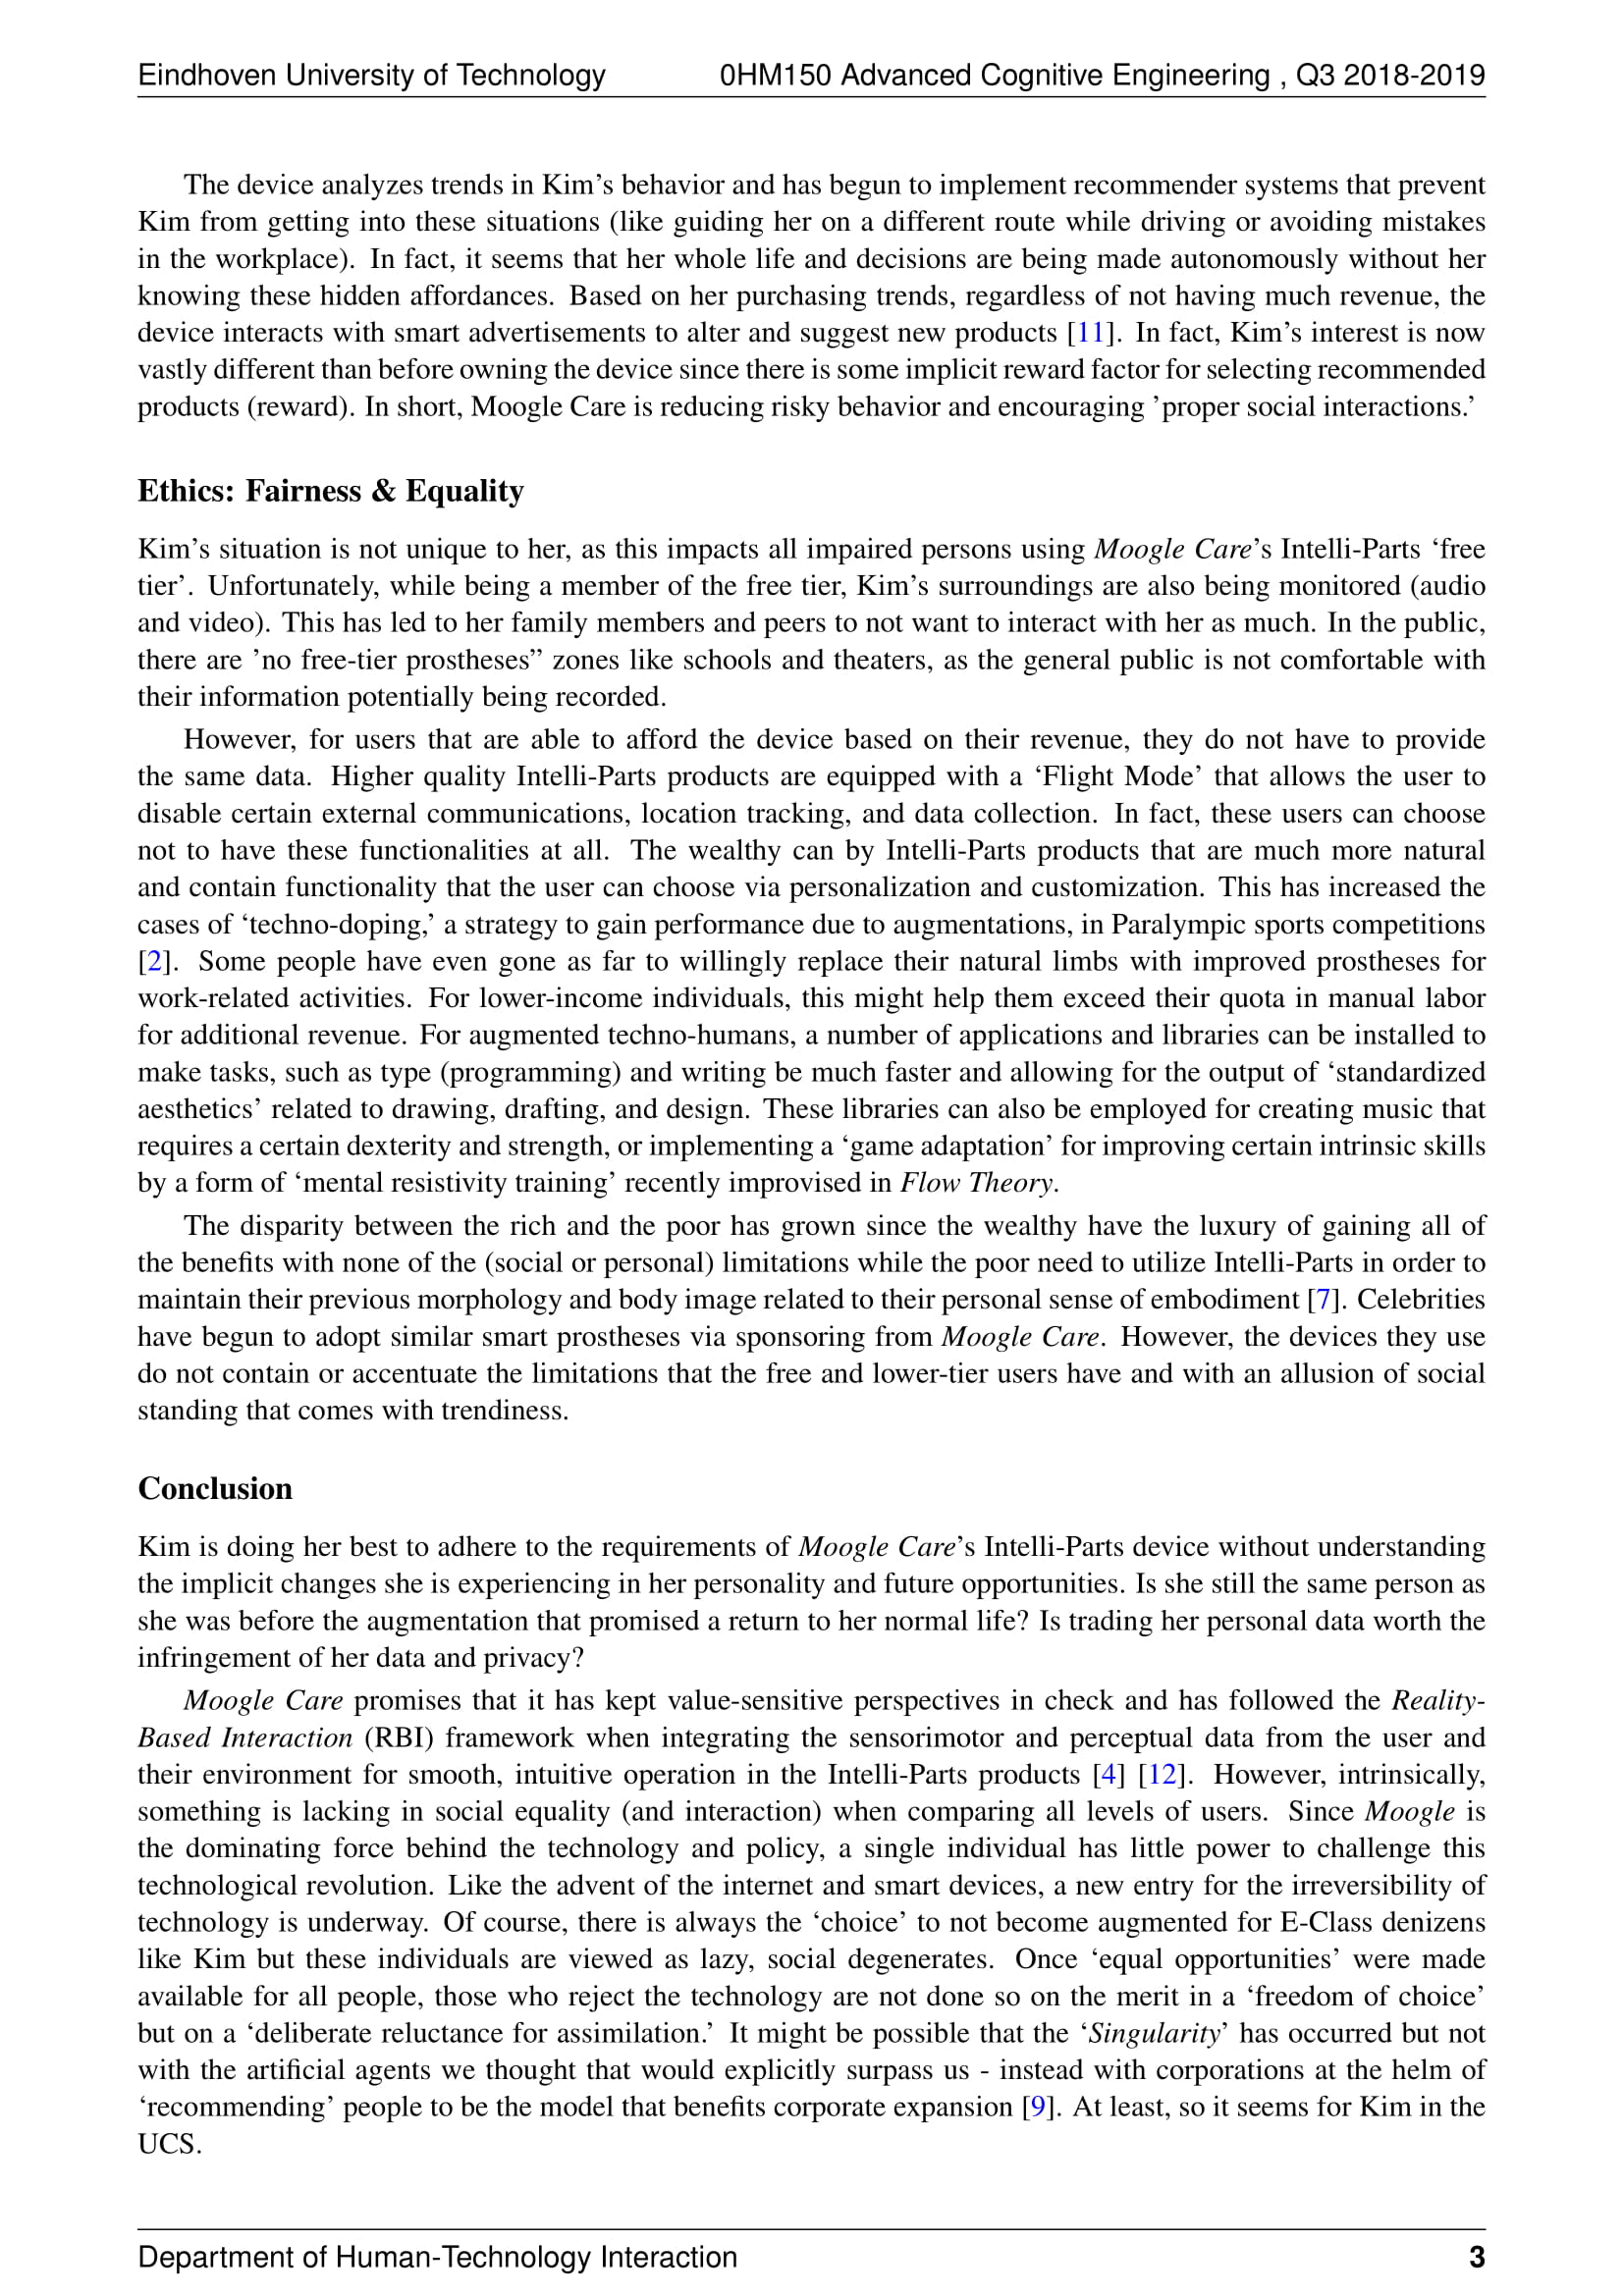 Eindhoven University of Technology 0HM150 Advanced Cognitive Engineering , Q3 2018-2019
The device analyzes trends in Kim's behavior and has begun to implement recommender systems that prevent
Kim from getting into these situations (like guiding her on a different route while driving or avoiding mistakes
in the workplace). In fact, it seems that her whole life and decisions are being made autonomously without her
knowing these hidden affordances. Based on her purchasing trends, regardless of not having much revenue, the
device interacts with smart advertisements to alter and suggest new products [11]. In fact, Kim's interest is now
vastly different than before owning the device since there is some implicit reward factor for selecting recommended
products (reward). In short, Moogle Care is reducing risky behavior and encouraging ’proper social interactions.’
Ethics: Fairness & Equality
Kim’s situation is not unique to her, as this impacts all impaired persons using Moogle Care’s Intelli-Parts ‘free
tier’. Unfortunately, while being a member of the free tier, Kim’s surroundings are also being monitored (audio
and video). This has led to her family members and peers to not want to interact with her as much. In the public,
there are ’no free-tier prostheses” zones like schools and theaters, as the general public is not comfortable with
their information potentially being recorded.
However, for users that are able to afford the device based on their revenue, they do not have to provide
the same data. Higher quality Intelli-Parts products are equipped with a ‘Flight Mode’ that allows the user to
disable certain external communications, location tracking, and data collection. In fact, these users can choose
not to have these functionalities at all. The wealthy can by Intelli-Parts products that are much more natural
and contain functionality that the user can choose via personalization and customization. This has increased the
cases of ‘techno-doping,’ a strategy to gain performance due to augmentations, in Paralympic sports competitions
[2]. Some people have even gone as far to willingly replace their natural limbs with improved prostheses for
work-related activities. For lower-income individuals, this might help them exceed their quota in manual labor
for additional revenue. For augmented techno-humans, a number of applications and libraries can be installed to
make tasks, such as type (programming) and writing be much faster and allowing for the output of ‘standardized
aesthetics’ related to drawing, drafting, and design. These libraries can also be employed for creating music that
requires a certain dexterity and strength, or implementing a ‘game adaptation’ for improving certain intrinsic skills
by a form of ‘mental resistivity training’ recently improvised in Flow Theory.
The disparity between the rich and the poor has grown since the wealthy have the luxury of gaining all of
the benefits with none of the (social or personal) limitations while the poor need to utilize Intelli-Parts in order to
maintain their previous morphology and body image related to their personal sense of embodiment [7]. Celebrities
have begun to adopt similar smart prostheses via sponsoring from Moogle Care. However, the devices they use
do not contain or accentuate the limitations that the free and lower-tier users have and with an allusion of social
standing that comes with trendiness.
Conclusion
Kim is doing her best to adhere to the requirements of Moogle Care’s Intelli-Parts device without understanding
the implicit changes she is experiencing in her personality and future opportunities. Is she still the same person as
she was before the augmentation that promised a return to her normal life? Is trading her personal data worth the
infringement of her data and privacy?
Moogle Care promises that it has kept value-sensitive perspectives in check and has followed the Reality-
Based Interaction (RBI) framework when integrating the sensorimotor and perceptual data from the user and
their environment for smooth, intuitive operation in the Intelli-Parts products [4] [12]. However, intrinsically,
something is lacking in social equality (and interaction) when comparing all levels of users. Since Moogle is
the dominating force behind the technology and policy, a single individual has little power to challenge this
technological revolution. Like the advent of the internet and smart devices, a new entry for the irreversibility of
technology is underway. Of course, there is always the ‘choice’ to not become augmented for E-Class denizens
like Kim but these individuals are viewed as lazy, social degenerates. Once ‘equal opportunities’ were made
available for all people, those who reject the technology are not done so on the merit in a ‘freedom of choice’
but on a ‘deliberate reluctance for assimilation.’ It might be possible that the ‘Singularity’ has occurred but not
with the artificial agents we thought that would explicitly surpass us - instead with corporations at the helm of
‘recommending’ people to be the model that benefits corporate expansion [9]. At least, so it seems for Kim in the
UCS.
Department of Human-Technology Interaction 3